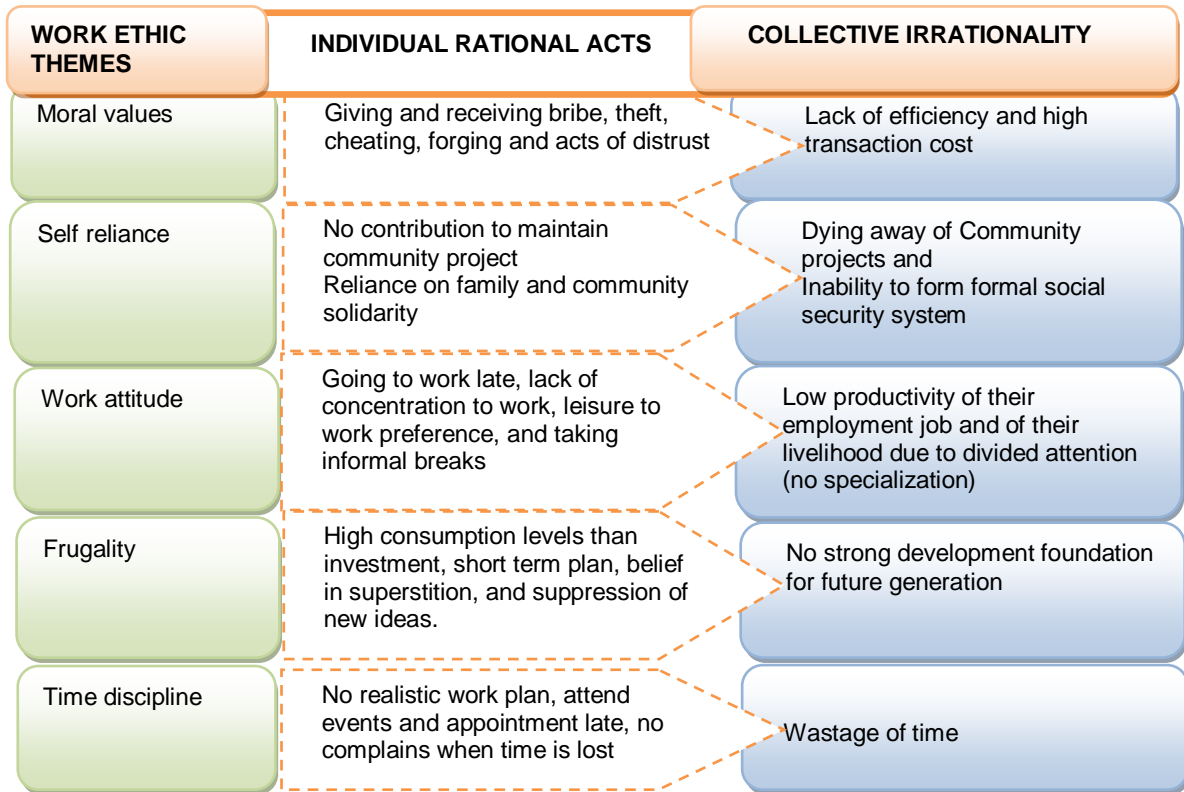 WORK ETHIC
THEMES
INDIVIDUAL RATIONAL ACTS
COLLECTIVE IRRATIONALITY
Moral values
Giving and receiving bribe, theft,
cheating, forging and acts of distrust
Lack of efficiency and high
transaction cost
Self reliance
No contribution to maintain
community project
Reliance on family and community
solidarity
Dying away of Community
projects and
Inability to form formal social
security system
Work attitude
Going to work late, lack of
concentration to work, leisure to
work preference, and taking
informal breaks
Low productivity of their
employment job and of their
livelihood due to divided attention
(no specialization)
Frugality
High consumption levels than
investment, short term plan, belief
in superstition, and suppression of
new ideas.
No strong development foundation
for future generation
Time discipline
No realistic work plan, attend
events and appointment late, no
complains when time is lost
Wastage of time